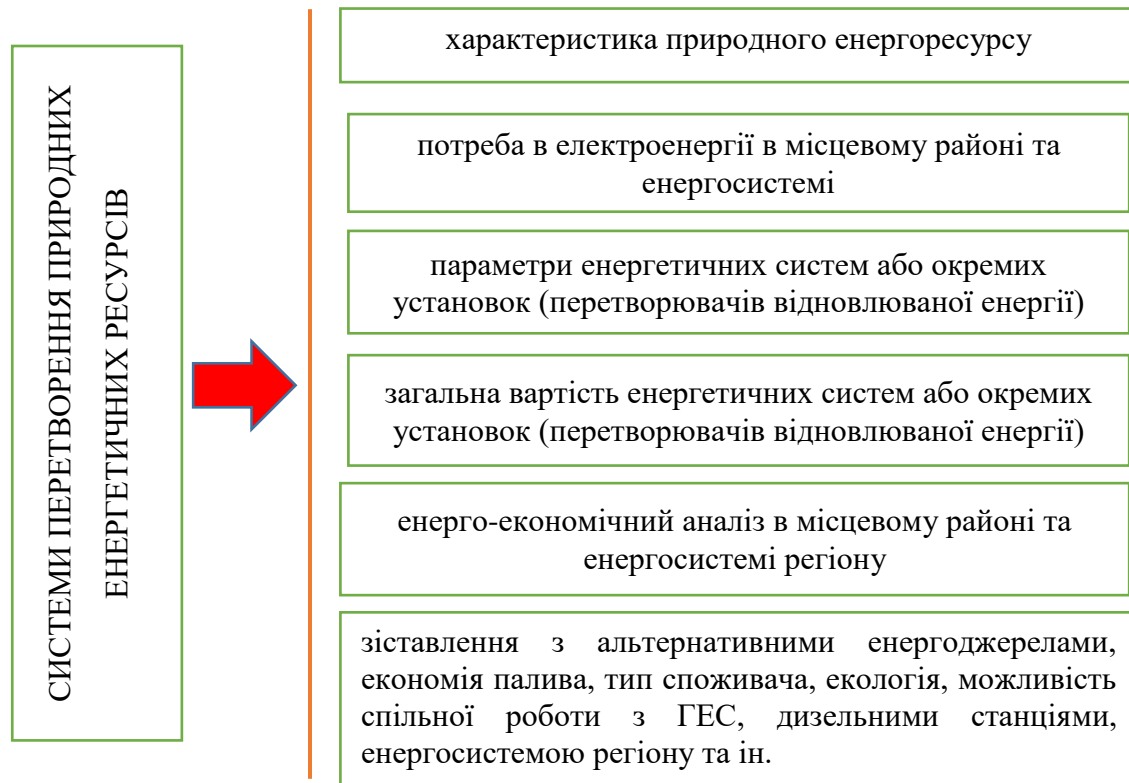 СИСТЕМИ ПЕРЕТВОРЕННЯ ПРИРОДНИХ
ЕНЕРГЕТИЧНИХ РЕСУРСІВ
характеристика природного енергоресурсу
потреба в електроенергії в місцевому районі та
енергосистемі
параметри енергетичних систем або окремих
установок (перетворювачів відновлюваної енергії)
загальна вартість енергетичних систем або окремих
установок (перетворювачів відновлюваної енергії)
енерго-економічний аналіз в місцевому районі та
енергосистемі регіону
зіставлення з альтернативними енергоджерелами,
економія палива, тип споживача, екологія, можливість
спільної роботи з ГЕС, дизельними станціями,
енергосистемою регіону та ін.